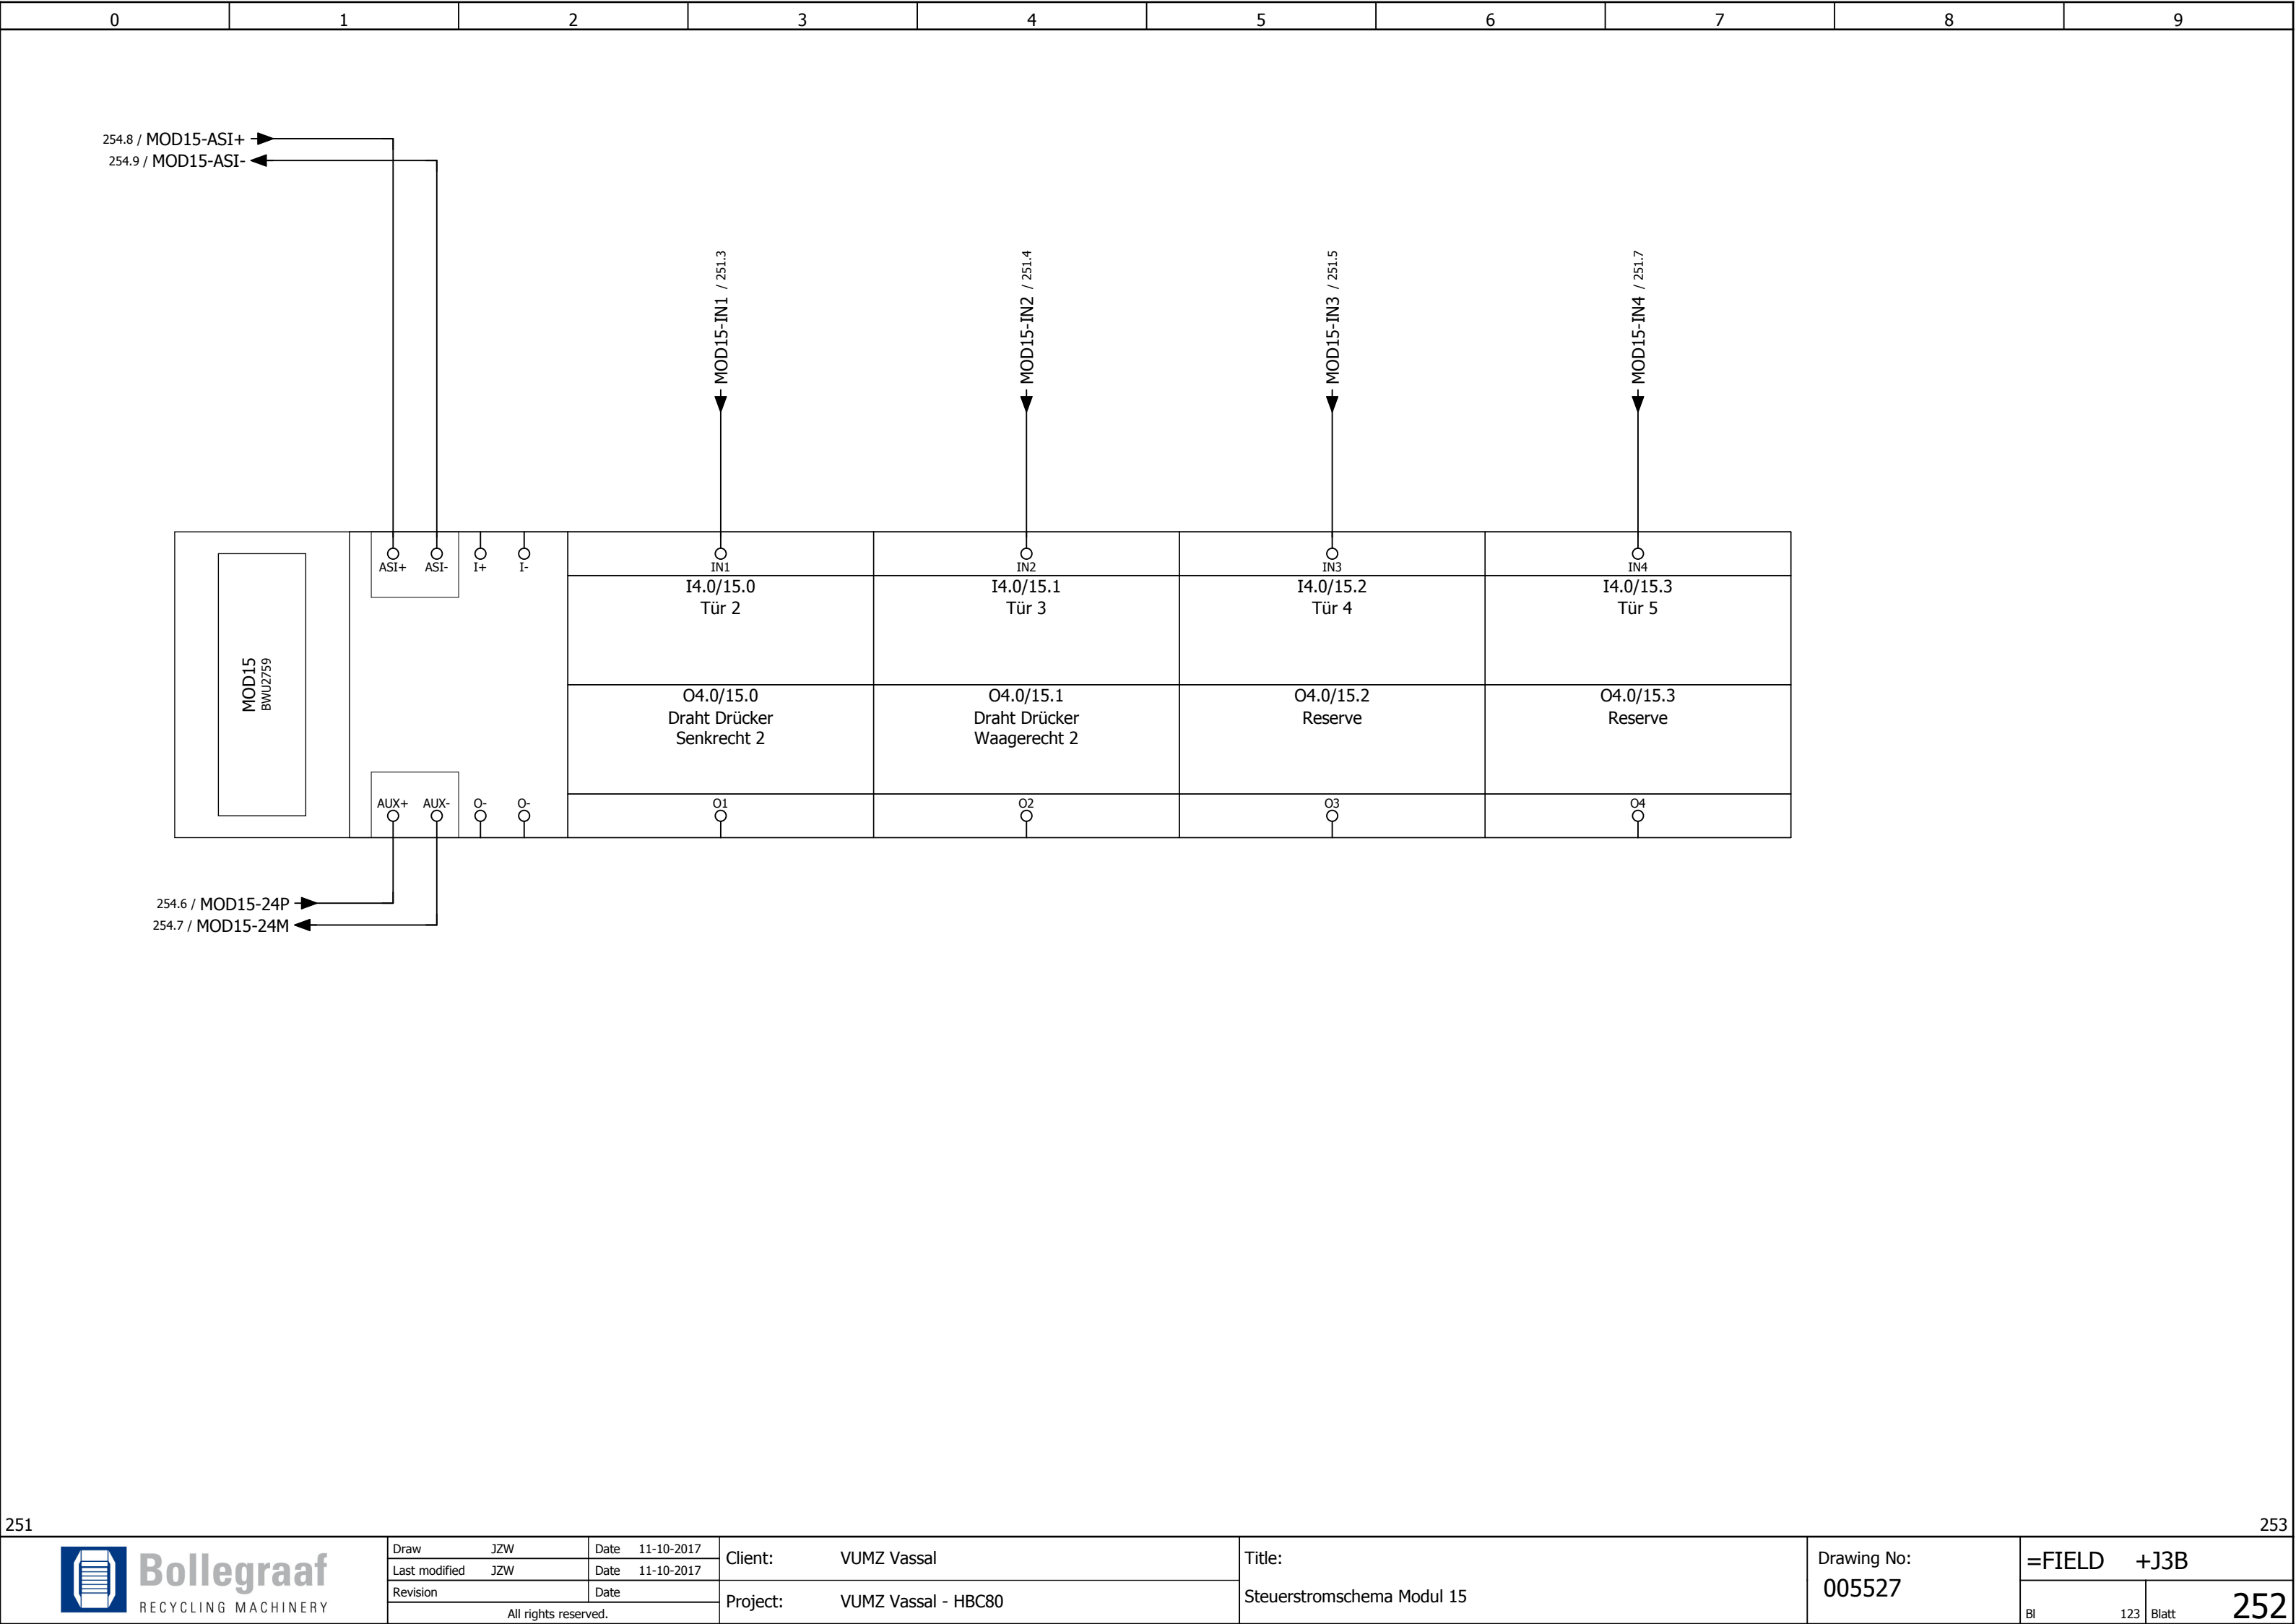 0 1 2 3 4 5 6 7 8 9
254.8 / MOD15-ASI+
254.9 / MOD15-ASI-
MOD15-IN1 / 251.3
MOD15-IN2 / 251.4
MOD15-IN3 / 251.5
MOD15-IN4 / 251.7
ASI+ ASI- I+ I- IN1 IN2 IN3 IN4
I4.0/15.0 I4.0/15.1 I4.0/15.2 I4.0/15.3
Tür 2 Tür 3 Tür 4 Tür 5
MOD15
BWU2759
O4.0/15.0 O4.0/15.1 O4.0/15.2 O4.0/15.3
Draht Drücker Draht Drücker Reserve Reserve
Senkrecht 2 Waagerecht 2
AUX+ AUX- O- O- O1 O2 O3 O4
254.6 / MOD15-24P
254.7 / MOD15-24M
251 253
Bollegraaf
RECYCLING MACHINERY
Draw JZW Date 11-10-2017
Last modified JZW Date 11-10-2017
Revision Date
All rights reserved.
Client: VUMZ Vassal
Project: VUMZ Vassal - HBC80
Title:
Steuerstromschema Modul 15
Drawing No:
005527
=FIELD +J3B
Bl 123 Blatt 252